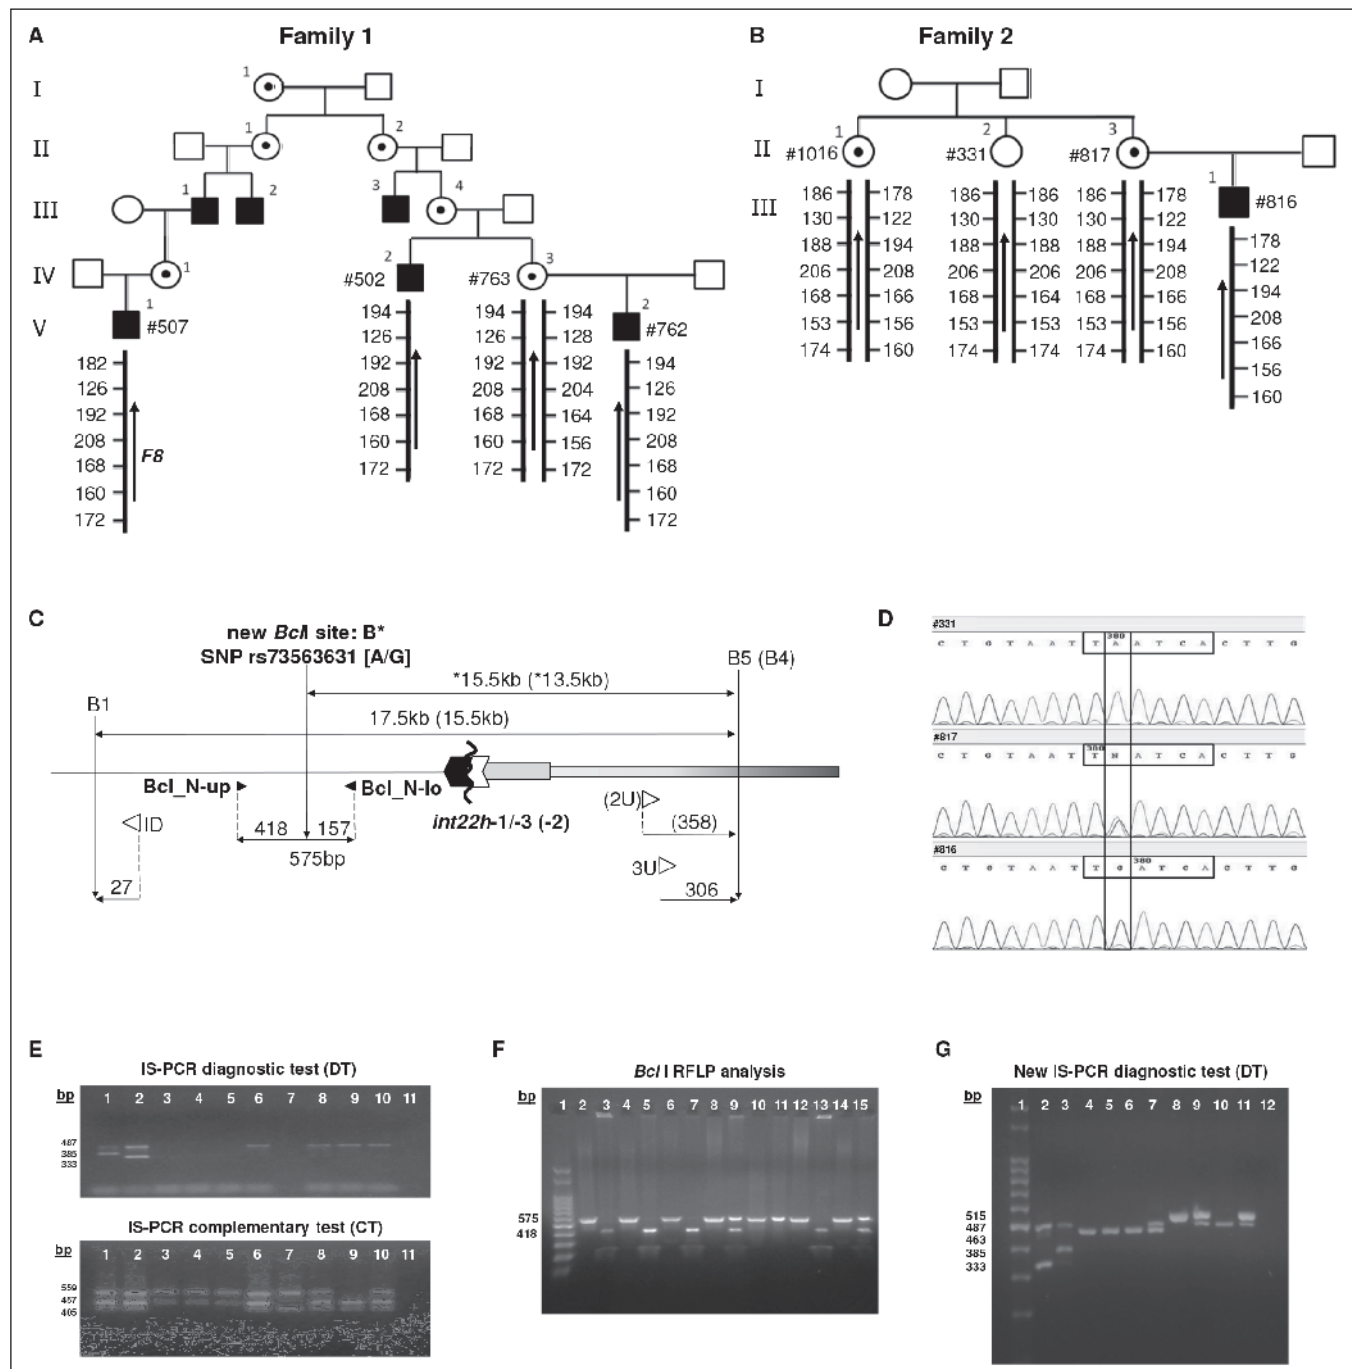 A
Family 1
B
Family 2
I
II
III
IV
V
1
1
2
1
2
3
4
1
2
3
1
2
#502
#763
#507
#762
182
126
192
208
168
160
172
F8
194
126
192
208
168
160
172
194
126
192
208
168
160
172
194
128
192
204
164
156
172
194
126
192
208
168
160
172
I
II
III
1
2
3
1
#1016
#331
#817
#816
186
130
188
206
168
153
174
178
122
194
208
166
156
160
186
130
188
206
168
153
174
186
130
188
206
164
153
174
186
130
188
206
168
153
174
178
122
194
208
166
156
160
178
122
194
208
166
156
160
C
new BclI site: B*
SNP rs73563631 [A/G]
B5 (B4)
*15.5kb (*13.5kb)
B1
17.5kb (15.5kb)
Bcl_N-up
Bcl_N-lo
int22h-1/-3 (-2)
(2U)
ID
418
157
(358)
575bp
3U
27
306
D
#331
380
C T G T A A T T A A T C A C T T G
#817
380
C T G T A A T T N A T C A C T T G
#816
380
C T G T A A T T G A T C A C T T G
E
IS-PCR diagnostic test (DT)
bp
1 2 3 4 5 6 7 8 9 10 11
487
385
333
IS-PCR complementary test (CT)
bp
1 2 3 4 5 6 7 8 9 10 11
559
457
405
F
Bcl I RFLP analysis
bp
1 2 3 4 5 6 7 8 9 10 11 12 13 14 15
575
418
G
New IS-PCR diagnostic test (DT)
bp
1 2 3 4 5 6 7 8 9 10 11 12
515
487
463
385
333